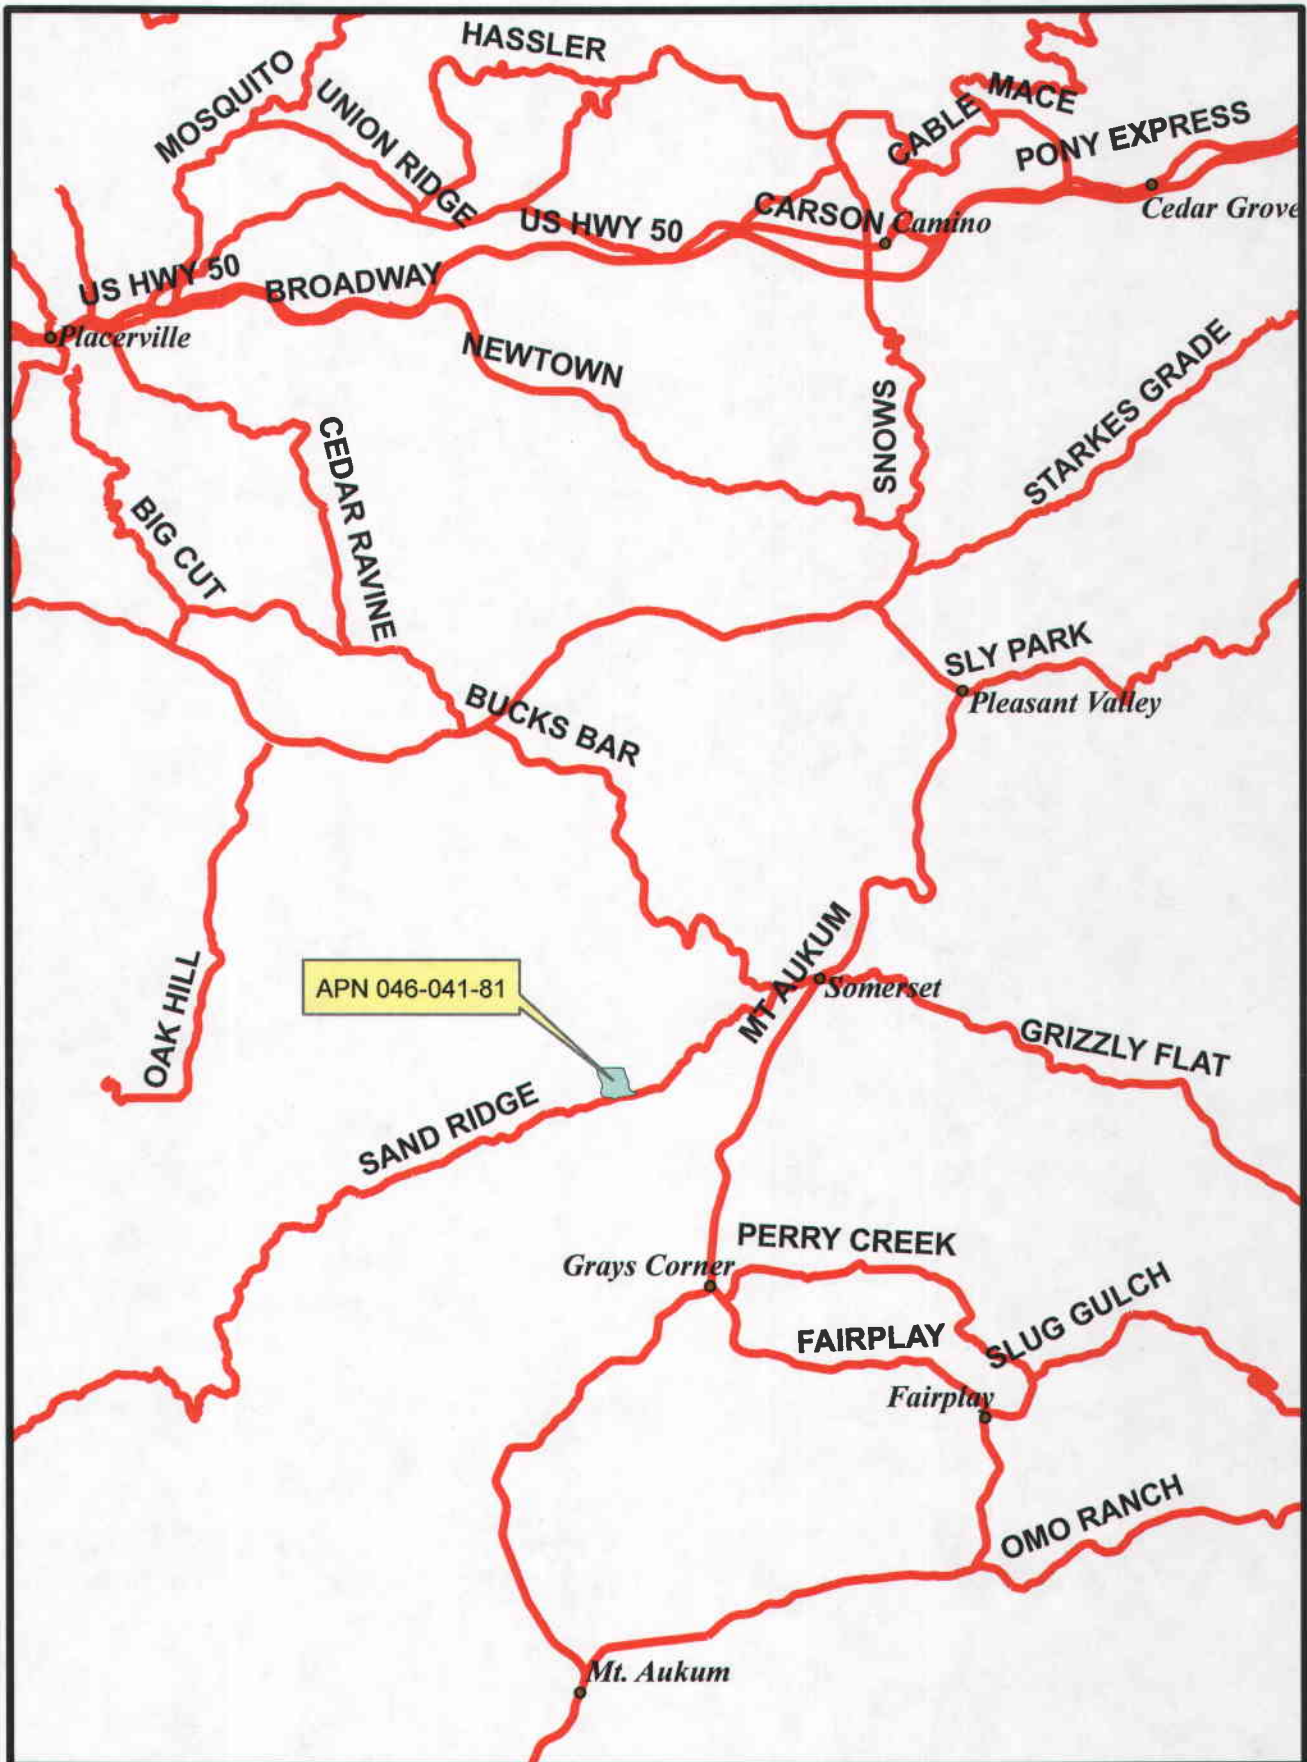 HASSLER
MOSQUITO
UNION RIDGE
MACE
CABLE
PONY EXPRESS
CARSON
Camino
Cedar Grove
US HWY 50
US HWY 50
BROADWAY
Placerville
NEWTOWN
SNOWS
STARKES GRADE
CEDAR RAVINE
BIG CUT
SLY PARK
Pleasant Valley
BUCKS BAR
MT AUKUM
OAK HILL
APN 046-041-81
Somerset
GRIZZLY FLAT
SAND RIDGE
PERRY CREEK
Grays Corner
SLUG GULCH
FAIRPLAY
Fairplay
OMO RANCH
Mt. Aukum